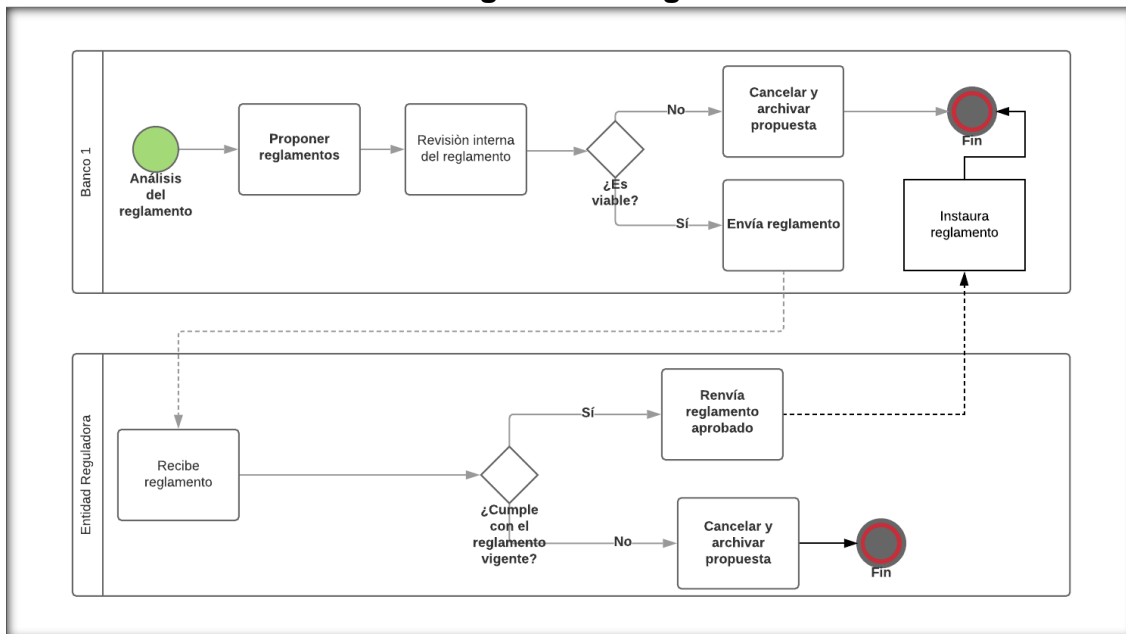 Banco 1
Análisis
del
reglamento
Proponer
reglamentos
Revisiòn interna
del reglamento
¿Es
viable?
No
Cancelar y
archivar
propuesta
Fin
Sí
Envía reglamento
Instaura
reglamento
Entidad Reguladora
Recibe
reglamento
¿Cumple
con el
reglamento
vigente?
Sí
Renvía
reglamento
aprobado
No
Cancelar y
archivar
propuesta
Fin